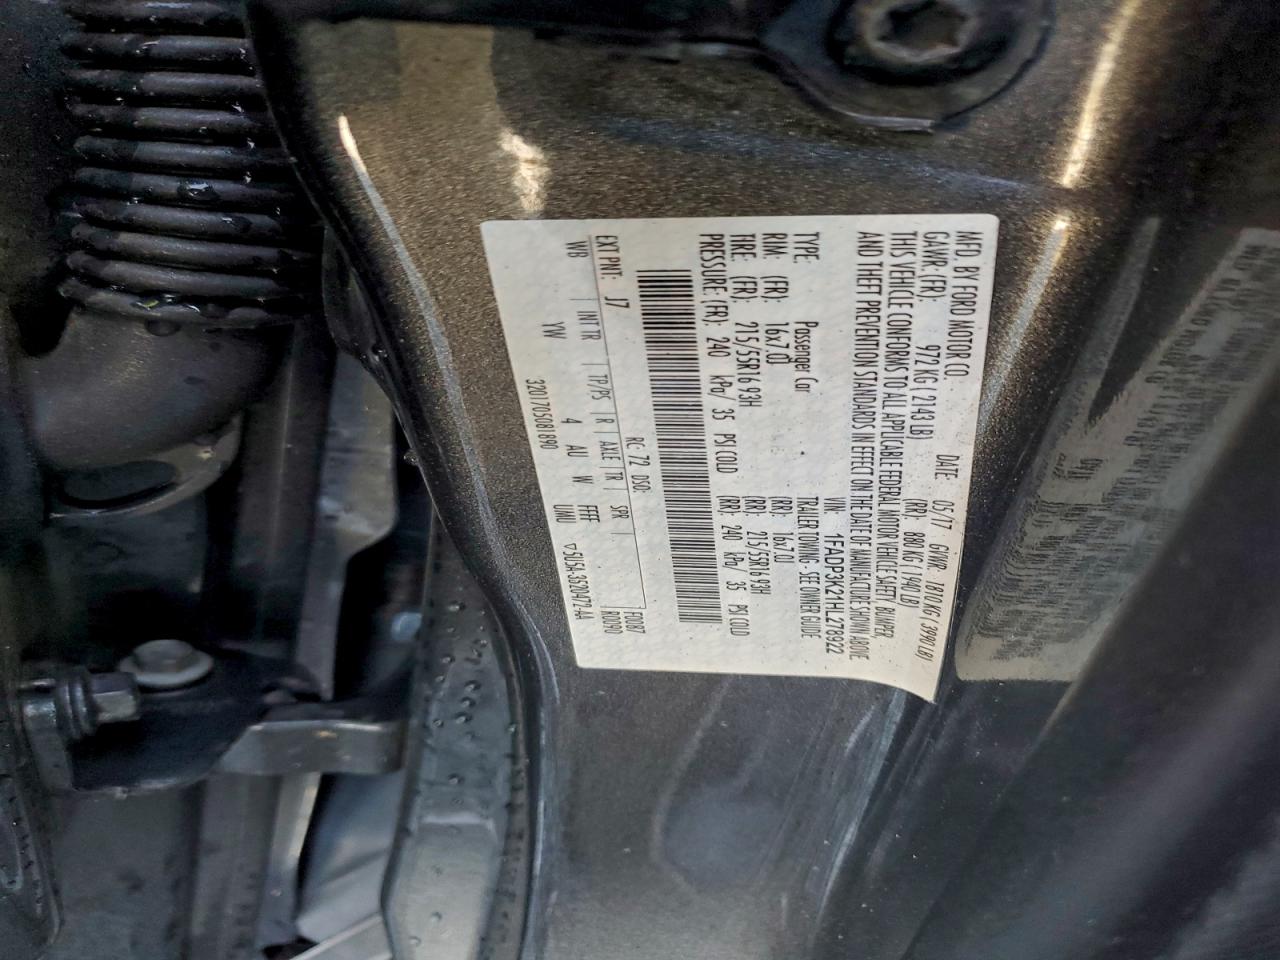 MFD. BY FORD MOTOR CO. DATE: 05/17 GVWR: 1810 KG ( 3990 LB)
GAWR: (FR): 972 KG ( 2143 LB) (RR): 880 KG ( 1940 LB)
THIS VEHICLE CONFORMS TO ALL APPLICABLE FEDERAL MOTOR VEHICLE SAFETY, BUMPER,
AND THEFT PREVENTION STANDARDS IN EFFECT ON THE DATE OF MANUFACTURE SHOWN ABOVE
VIN: 1FADP3K21HL278922
TYPE: Passenger Car TRAILER TOWING - SEE OWNER GUIDE
RIM: (FR): 16x7.0J (RR): 16x7.0J
TIRE: (FR): 215/55R16 93H (RR): 215/55R16 93H
PRESSURE: (FR): 240 kPa/ 35 PSI COLD (RR): 240 kPa/ 35 PSI COLD
RC: 72 DSO: F0087
EXT PNT: J7 R0090
WB | INT TR | TP/PS | R | AXLE | TR | SPR |
YW 4 AU W FFFF
UMU ▽5U5A-3520472-AA
3201705081890